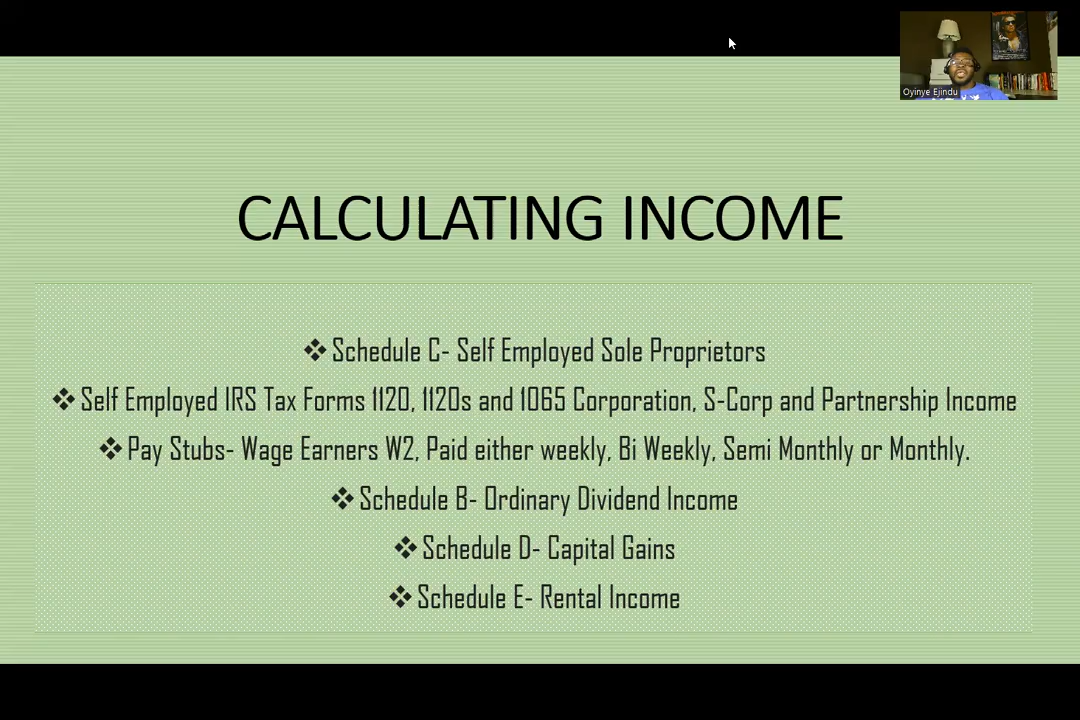 Oyinye Ejindu
CALCULATING INCOME
❖ Schedule C- Self Employed Sole Proprietors
❖ Self Employed IRS Tax Forms 1120, 1120s and 1065 Corporation, S-Corp and Partnership Income
❖ Pay Stubs- Wage Earners W2, Paid either weekly, Bi Weekly, Semi Monthly or Monthly.
❖ Schedule B- Ordinary Dividend Income
❖ Schedule D- Capital Gains
❖ Schedule E- Rental Income